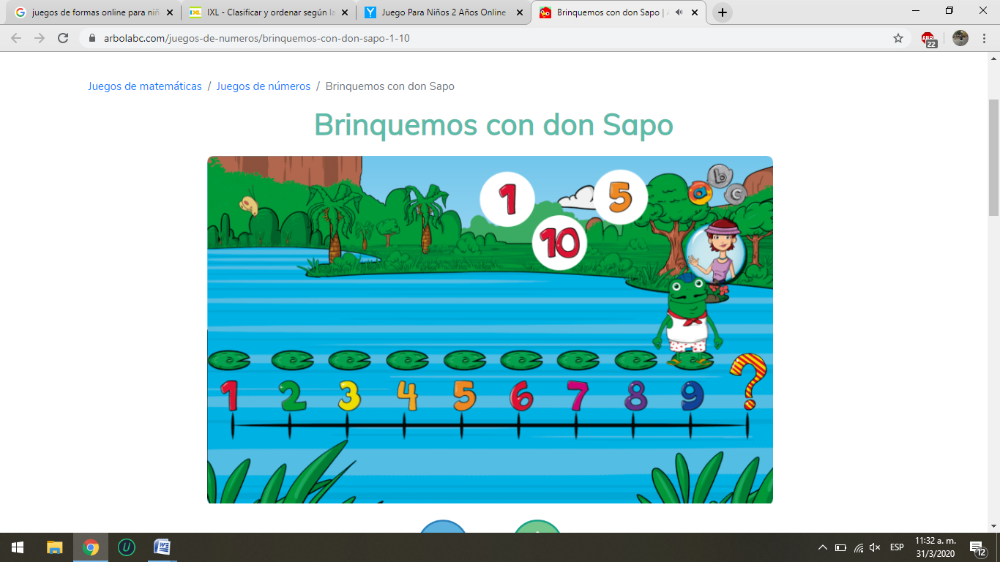 juegos de formas online para niñ
IXL - Clasificar y ordenar según la
Juego Para Niños 2 Años Online -
Brinquemos con don Sapo | A
arbolabc.com/juegos-de-numeros/brinquemos-con-don-sapo-1-10
22
Juegos de matemáticas / Juegos de números / Brinquemos con don Sapo
Brinquemos con don Sapo
1 5
10
a b c
1 2 3 4 5 6 7 8 9 ?
ESP
11:32 a. m.
31/3/2020
12